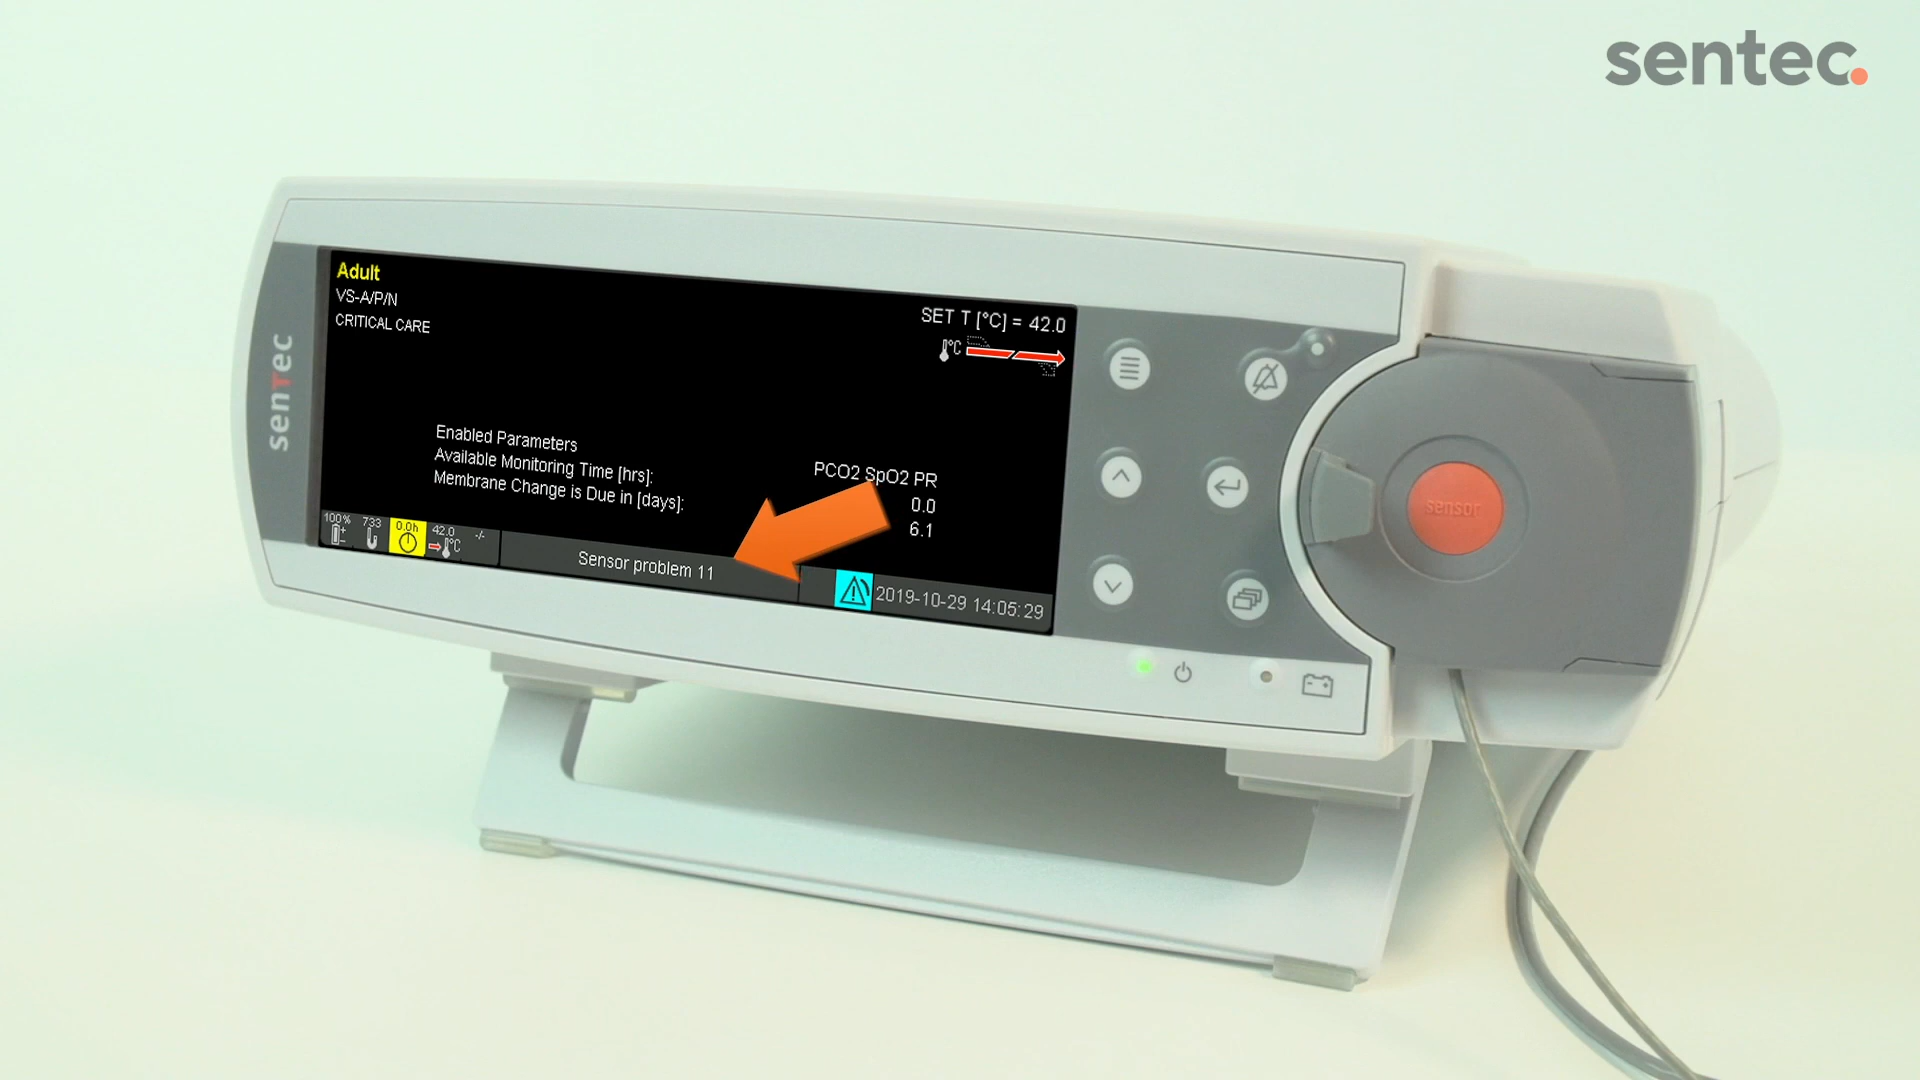 sentec.
SENTEC
Adult
VS-A/P/N
CRITICAL CARE
SET T [°C] = 42.0
°C
Enabled Parameters
PCO2 SpO2 PR
Available Monitoring Time [hrs]:
0.0
Membrane Change is Due in [days]:
6.1
100% 733 0.0h 42.0 -/-
°C
Sensor problem 11
2019-10-29 14:05:29
sensor